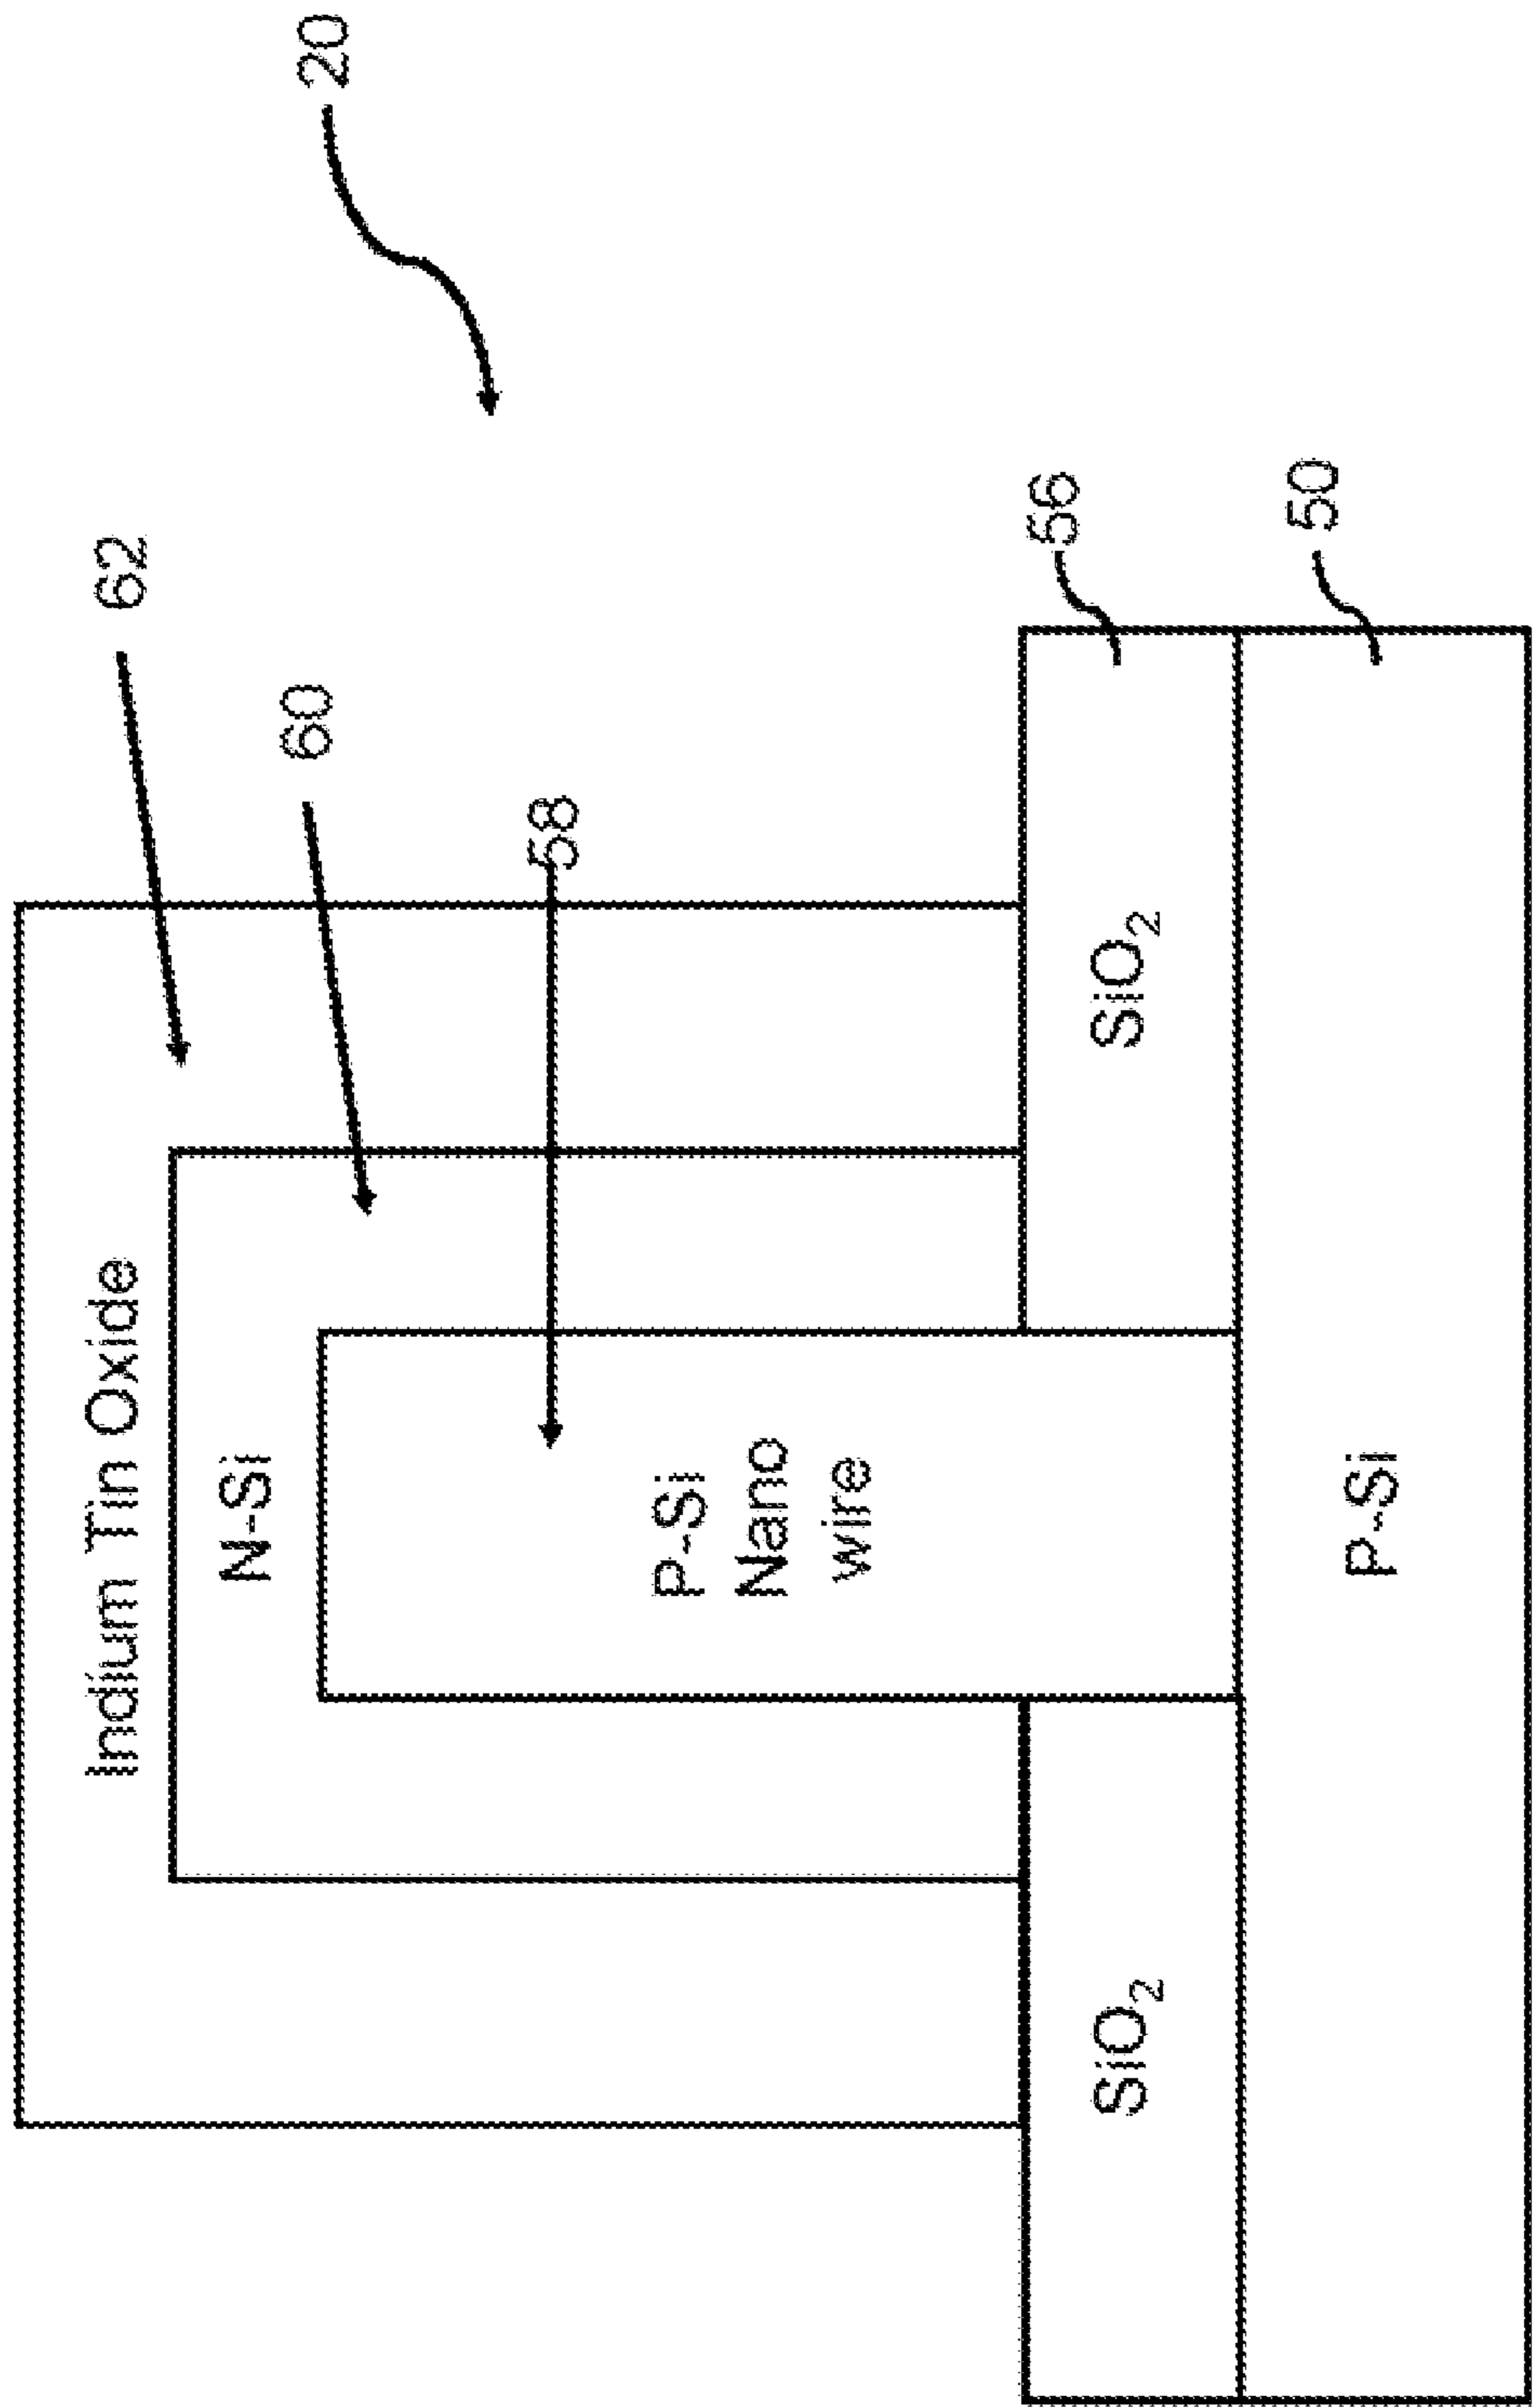 20
62
60
58
56
50
Indium Tin Oxide
N-Si
P-Si
Nano
wire
SiO₂
SiO₂
P-Si